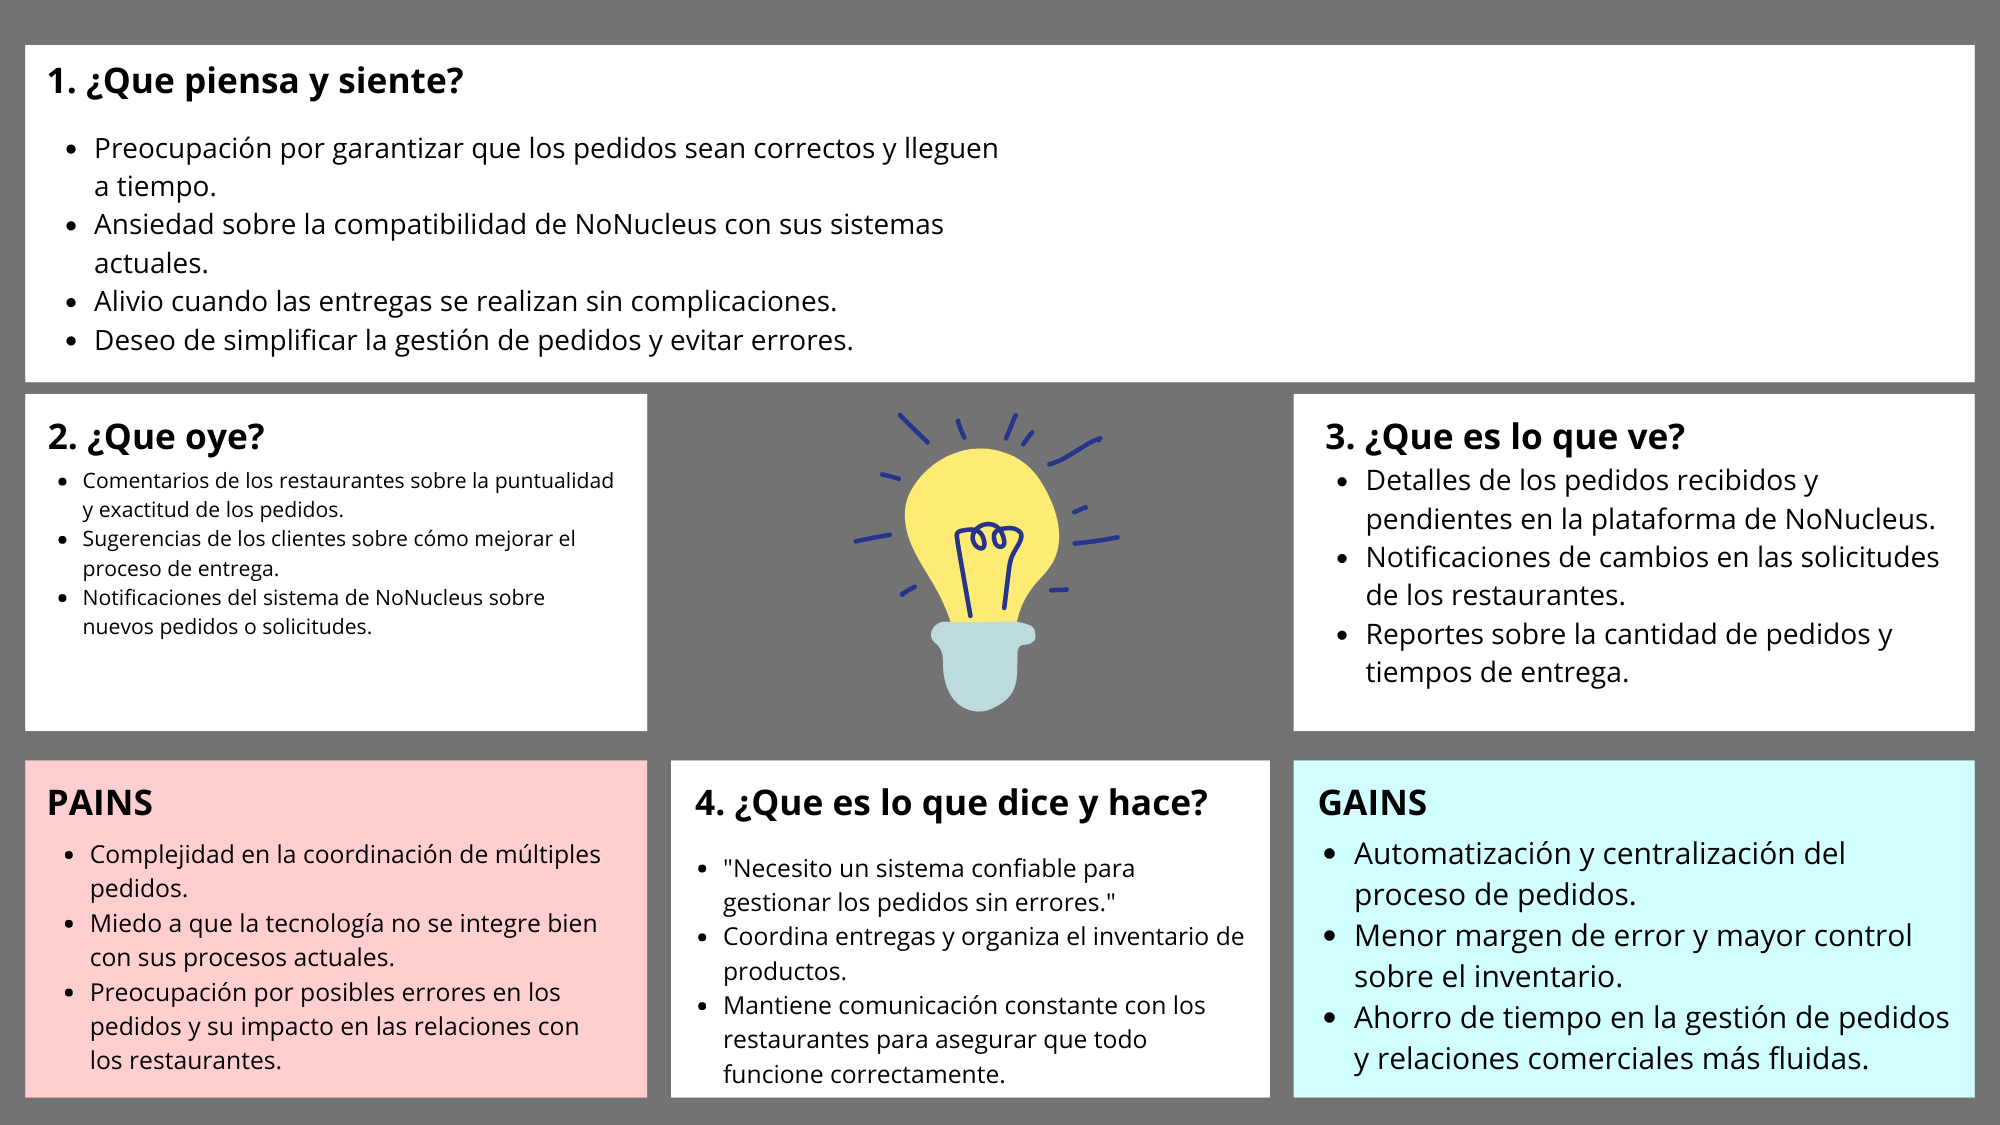 1. ¿Que piensa y siente?
• Preocupación por garantizar que los pedidos sean correctos y lleguen
a tiempo.
• Ansiedad sobre la compatibilidad de NoNucleus con sus sistemas
actuales.
• Alivio cuando las entregas se realizan sin complicaciones.
• Deseo de simplificar la gestión de pedidos y evitar errores.
2. ¿Que oye?
• Comentarios de los restaurantes sobre la puntualidad
y exactitud de los pedidos.
• Sugerencias de los clientes sobre cómo mejorar el
proceso de entrega.
• Notificaciones del sistema de NoNucleus sobre
nuevos pedidos o solicitudes.
3. ¿Que es lo que ve?
• Detalles de los pedidos recibidos y
pendientes en la plataforma de NoNucleus.
• Notificaciones de cambios en las solicitudes
de los restaurantes.
• Reportes sobre la cantidad de pedidos y
tiempos de entrega.
PAINS
• Complejidad en la coordinación de múltiples
pedidos.
• Miedo a que la tecnología no se integre bien
con sus procesos actuales.
• Preocupación por posibles errores en los
pedidos y su impacto en las relaciones con
los restaurantes.
4. ¿Que es lo que dice y hace?
• "Necesito un sistema confiable para
gestionar los pedidos sin errores."
• Coordina entregas y organiza el inventario de
productos.
• Mantiene comunicación constante con los
restaurantes para asegurar que todo
funcione correctamente.
GAINS
• Automatización y centralización del
proceso de pedidos.
• Menor margen de error y mayor control
sobre el inventario.
• Ahorro de tiempo en la gestión de pedidos
y relaciones comerciales más fluidas.